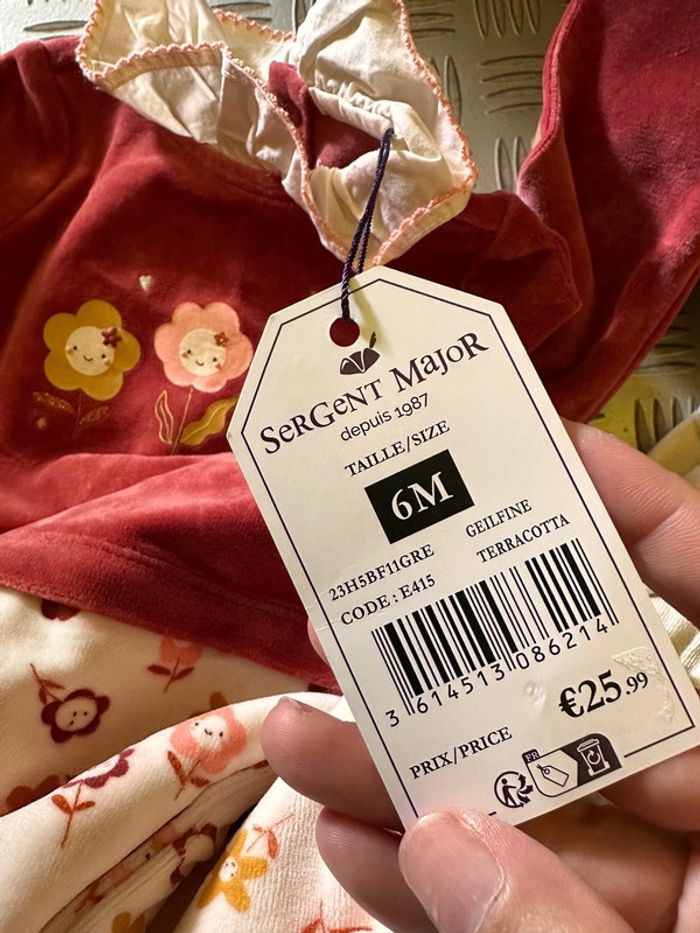 SeRGeNT MaJoR
depuis 1987
TAILLE/SIZE
6M
23H5BF11GRE GEILFINE
CODE : E415 TERRACOTTA
3 614513 086214
€25.99
PRIX/PRICE
FR